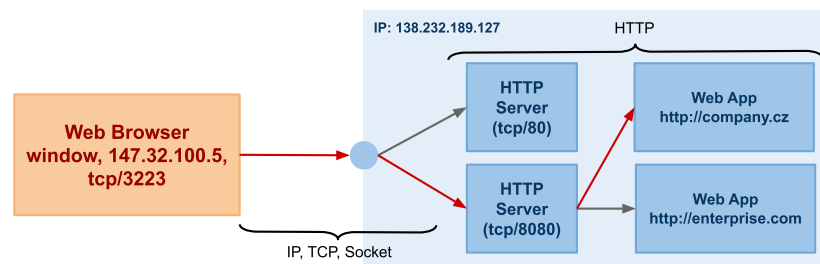 IP: 138.232.189.127
HTTP
Web Browser
window, 147.32.100.5,
tcp/3223
HTTP
Server
(tcp/80)
Web App
http://company.cz
HTTP
Server
(tcp/8080)
Web App
http://enterprise.com
IP, TCP, Socket